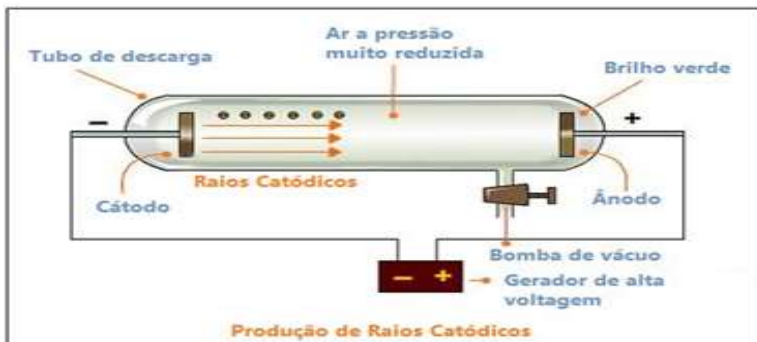 Ar a pressão
muito reduzida
Tubo de descarga
Brilho verde
−
+
Raios Catódicos
Cátodo
Ânodo
Bomba de vácuo
− +
Gerador de alta
voltagem
Produção de Raios Catódicos